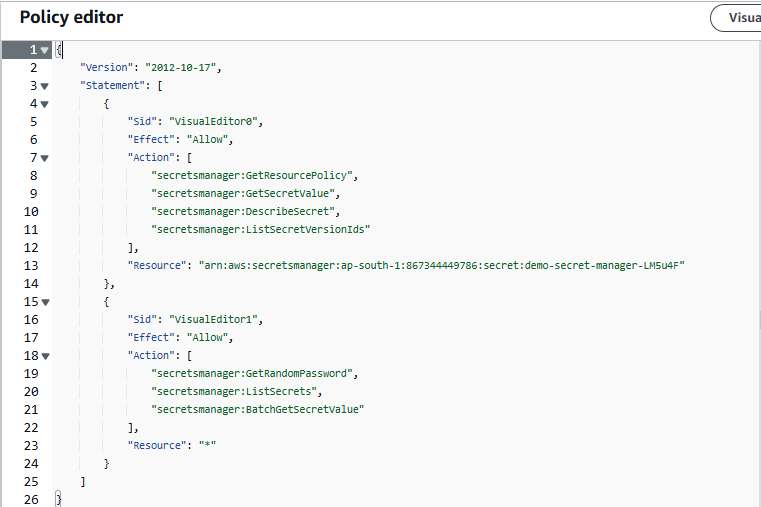 Policy editor
Visua
1 {
2 "Version": "2012-10-17",
3 "Statement": [
4 {
5 "Sid": "VisualEditor0",
6 "Effect": "Allow",
7 "Action": [
8 "secretsmanager:GetResourcePolicy",
9 "secretsmanager:GetSecretValue",
10 "secretsmanager:DescribeSecret",
11 "secretsmanager:ListSecretVersionIds"
12 ],
13 "Resource": "arn:aws:secretsmanager:ap-south-1:867344449786:secret:demo-secret-manager-LM5u4F"
14 },
15 {
16 "Sid": "VisualEditor1",
17 "Effect": "Allow",
18 "Action": [
19 "secretsmanager:GetRandomPassword",
20 "secretsmanager:ListSecrets",
21 "secretsmanager:BatchGetSecretValue"
22 ],
23 "Resource": "*"
24 }
25 ]
26 }